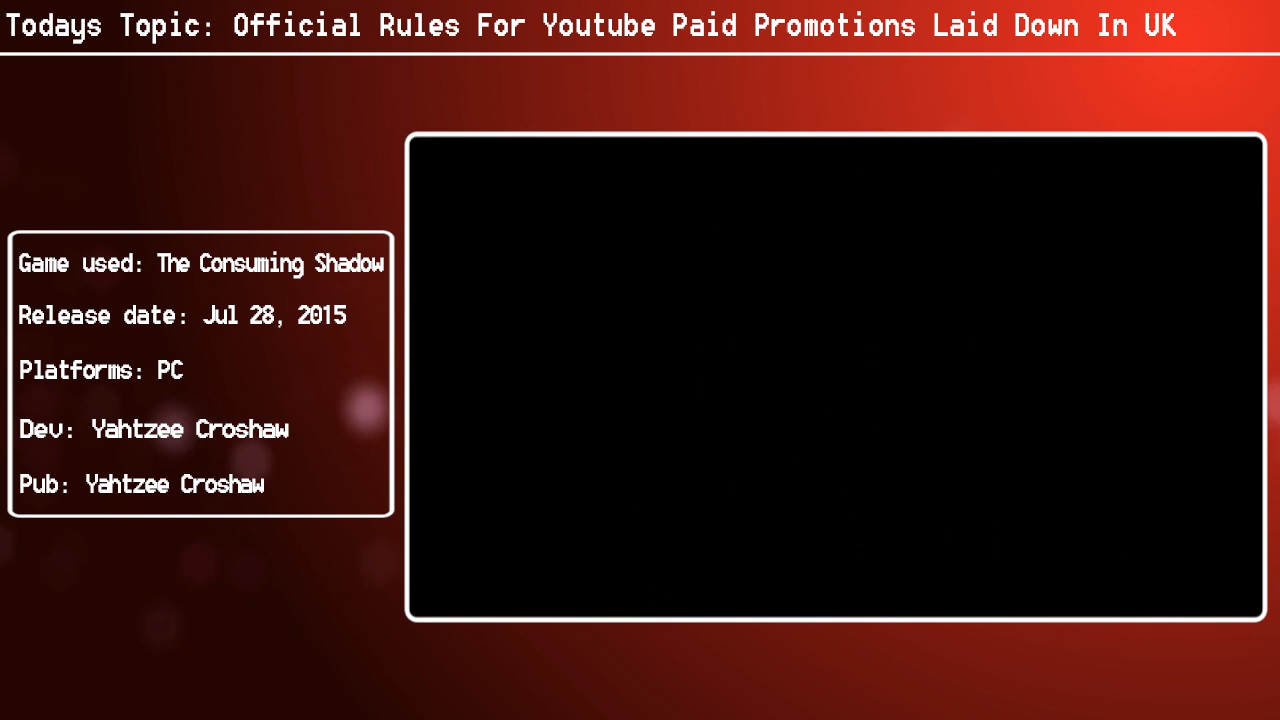 Todays Topic: Official Rules For Youtube Paid Promotions Laid Down In UK
Game used: The Consuming Shadow
Release date: Jul 28, 2015
Platforms: PC
Dev: Yahtzee Croshaw
Pub: Yahtzee Croshaw